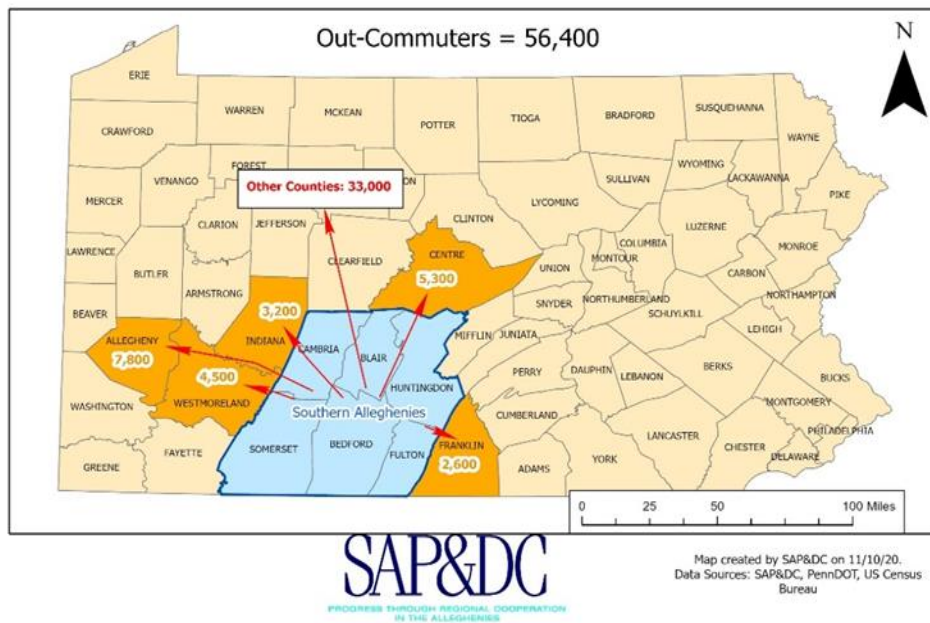 Out-Commuters = 56,400
N
ERIE
WARREN
MCKEAN
POTTER
TIOGA
BRADFORD
SUSQUEHANNA
WAYNE
CRAWFORD
FOREST
WYOMING
LACKAWANNA
PIKE
VENANGO
Other Counties: 33,000
ON
SULLIVAN
MERCER
CLARION
JEFFERSON
CLINTON
LYCOMING
LUZERNE
LAWRENCE
BUTLER
CLEARFIELD
CENTRE
5,300
COLUMBIA
MONTOUR
UNION
MONROE
CARBON
ARMSTRONG
BEAVER
3,200
INDIANA
SNYDER
NORTHUMBERLAND
NORTHAMPTON
SCHUYLKILL
LEHIGH
ALLEGHENY
7,800
CAMBRIA
BLAIR
MIFFLIN
JUNIATA
4,500
WESTMORELAND
HUNTINGDON
PERRY
DAUPHIN
LEBANON
BERKS
BUCKS
WASHINGTON
Southern Alleghenies
CUMBERLAND
MONTGOMERY
PHILADELPHIA
GREENE
FAYETTE
SOMERSET
BEDFORD
FULTON
FRANKLIN
2,600
ADAMS
YORK
LANCASTER
CHESTER
DELAWARE
0 25 50 100 Miles
SAP&DC
PROGRESS THROUGH REGIONAL COOPERATION
IN THE ALLEGHENIES
Map created by SAP&DC on 11/10/20.
Data Sources: SAP&DC, PennDOT, US Census
Bureau